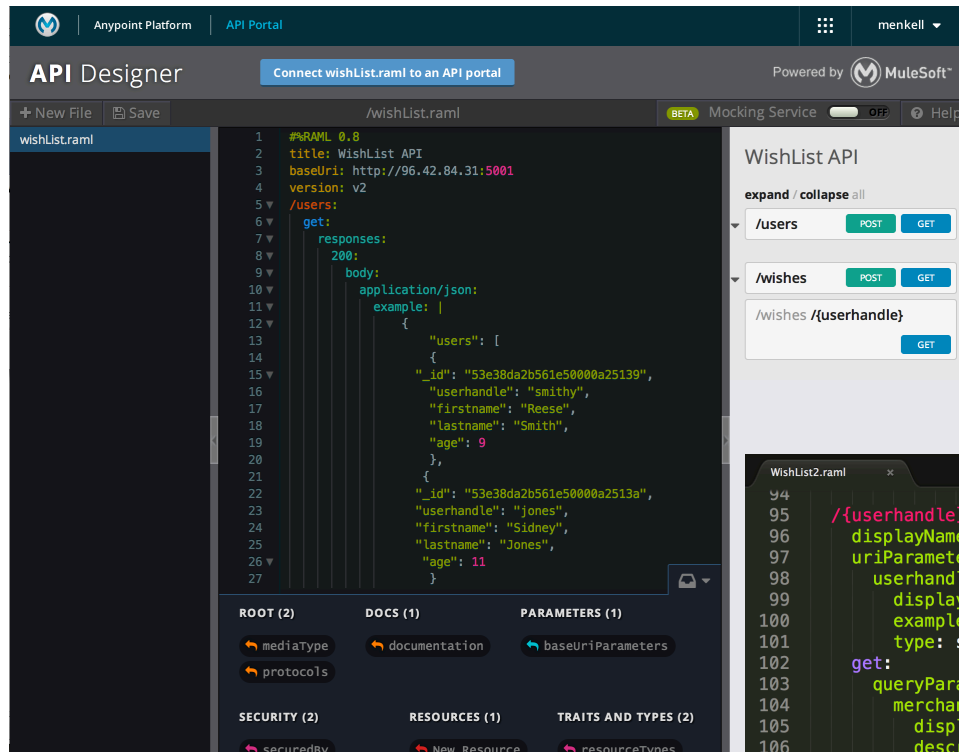 Anypoint Platform
API Portal
menkell
API Designer
Connect wishList.raml to an API portal
Powered by MuleSoft™
+ New File
Save
/wishList.raml
BETA Mocking Service OFF
Help
wishList.raml
1 #%RAML 0.8
2 title: WishList API
3 baseUri: http://96.42.84.31:5001
4 version: v2
5 /users:
6 get:
7 responses:
8 200:
9 body:
10 application/json:
11 example: |
12 {
13 "users": [
14 {
15 "_id": "53e38da2b561e50000a25139",
16 "userhandle": "smithy",
17 "firstname": "Reese",
18 "lastname": "Smith",
19 "age": 9
20 },
21 {
22 "_id": "53e38da2b561e50000a2513a",
23 "userhandle": "jones",
24 "firstname": "Sidney",
25 "lastname": "Jones",
26 "age": 11
27 }
ROOT (2)
mediaType
protocols
DOCS (1)
documentation
PARAMETERS (1)
baseUriParameters
SECURITY (2)
securedBy
RESOURCES (1)
New Resource
TRAITS AND TYPES (2)
resourceTypes
WishList API
expand / collapse all
/users POST GET
/wishes POST GET
/wishes /{userhandle}
GET
WishList2.raml ×
94
95 /{userhandle}
96 displayName
97 uriParamete
98 userhandl
99 display
100 example
101 type: s
102 get:
103 queryPara
104 merchan
105 displ
106 descr